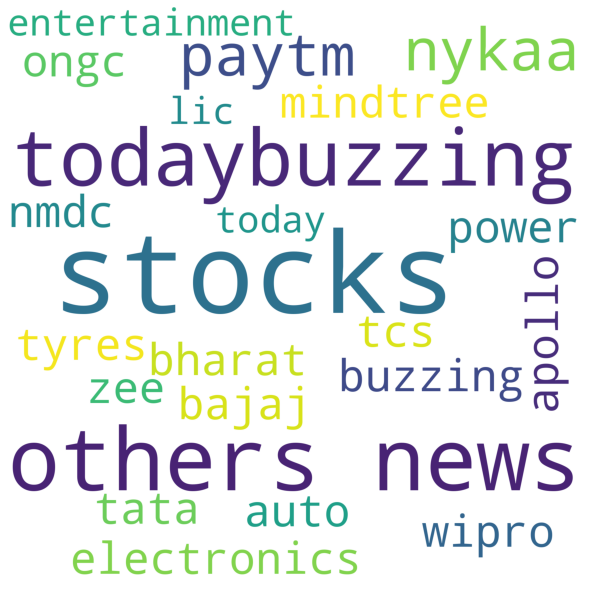 entertainment
ongc paytm nykaa
lic mindtree
todaybuzzing
nmdc today power
stocks
apollo
tyres bharat tcs
zee bajaj buzzing
others news
tata auto wipro
electronics